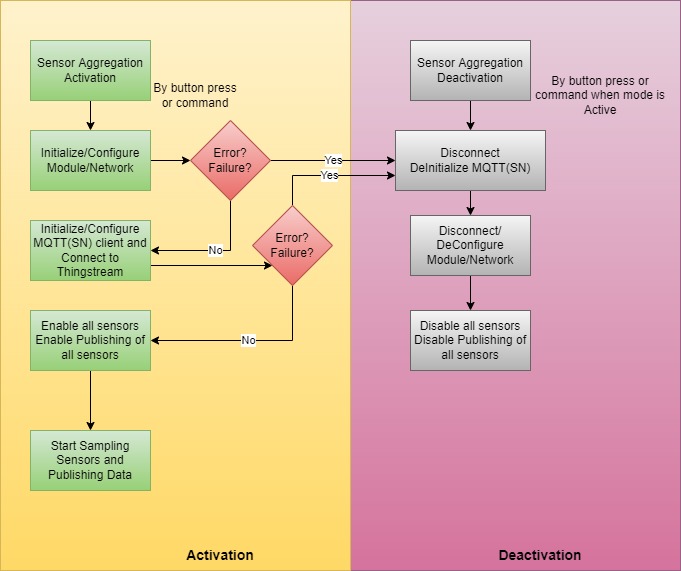 Sensor Aggregation
Activation
By button press
or command
Initialize/Configure
Module/Network
Error?
Failure?
Yes
Yes
No
Initialize/Configure
MQTT(SN) client and
Connect to
Thingstream
Error?
Failure?
No
Enable all sensors
Enable Publishing of
all sensors
Start Sampling
Sensors and
Publishing Data
Activation
Sensor Aggregation
Deactivation
By button press or
command when mode is
Active
Disconnect
DeInitialize MQTT(SN)
Disconnect/
DeConfigure
Module/Network
Disable all sensors
Disable Publishing of
all sensors
Deactivation